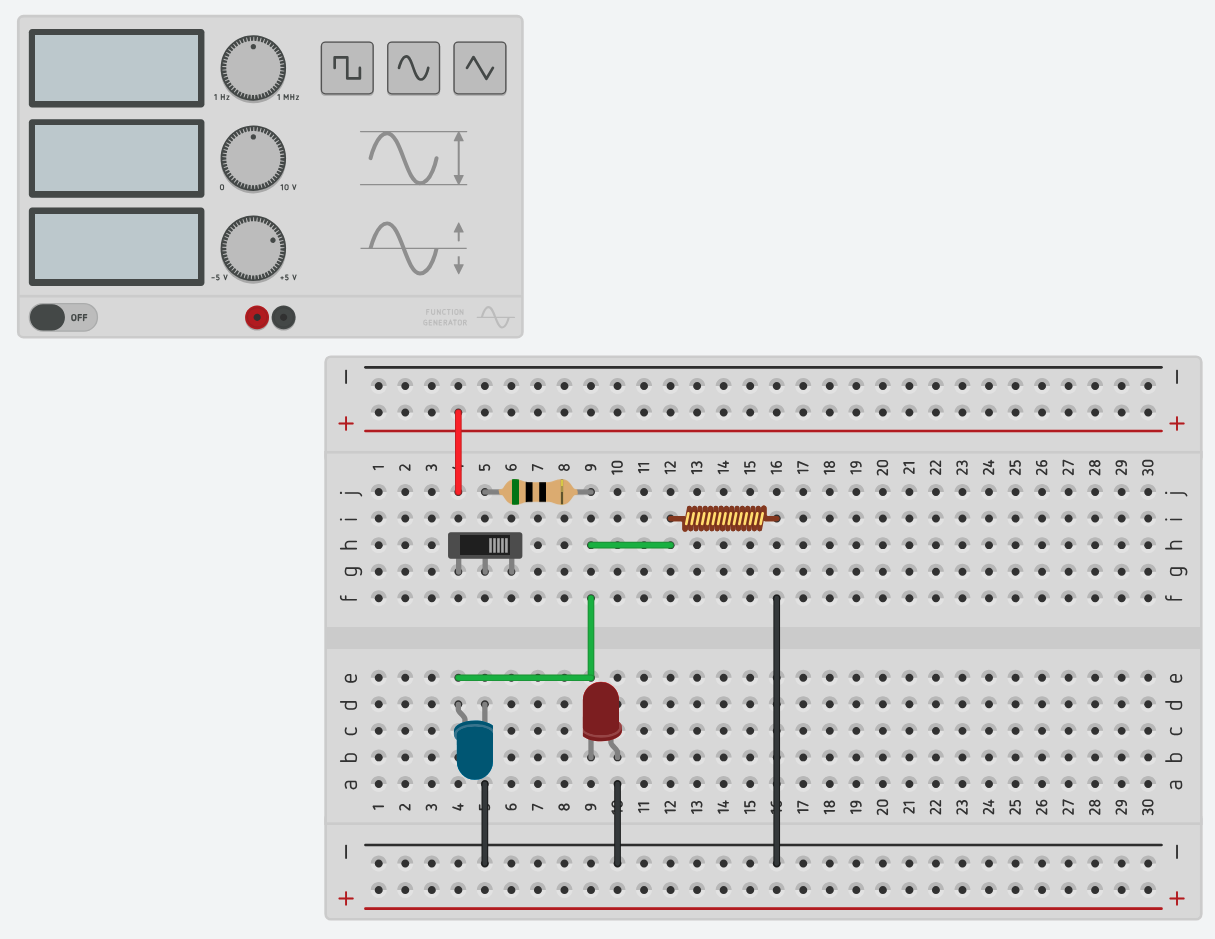 1 Hz 1 MHz
0 10 V
-5 V +5 V
OFF
FUNCTION
GENERATOR
− −
+ +
1 2 3 4 5 6 7 8 9 10 11 12 13 14 15 16 17 18 19 20 21 22 23 24 25 26 27 28 29 30
j j
i i
h h
g g
f f
e e
d d
c c
b b
a a
1 2 3 4 5 6 7 8 9 10 11 12 13 14 15 16 17 18 19 20 21 22 23 24 25 26 27 28 29 30
− −
+ +